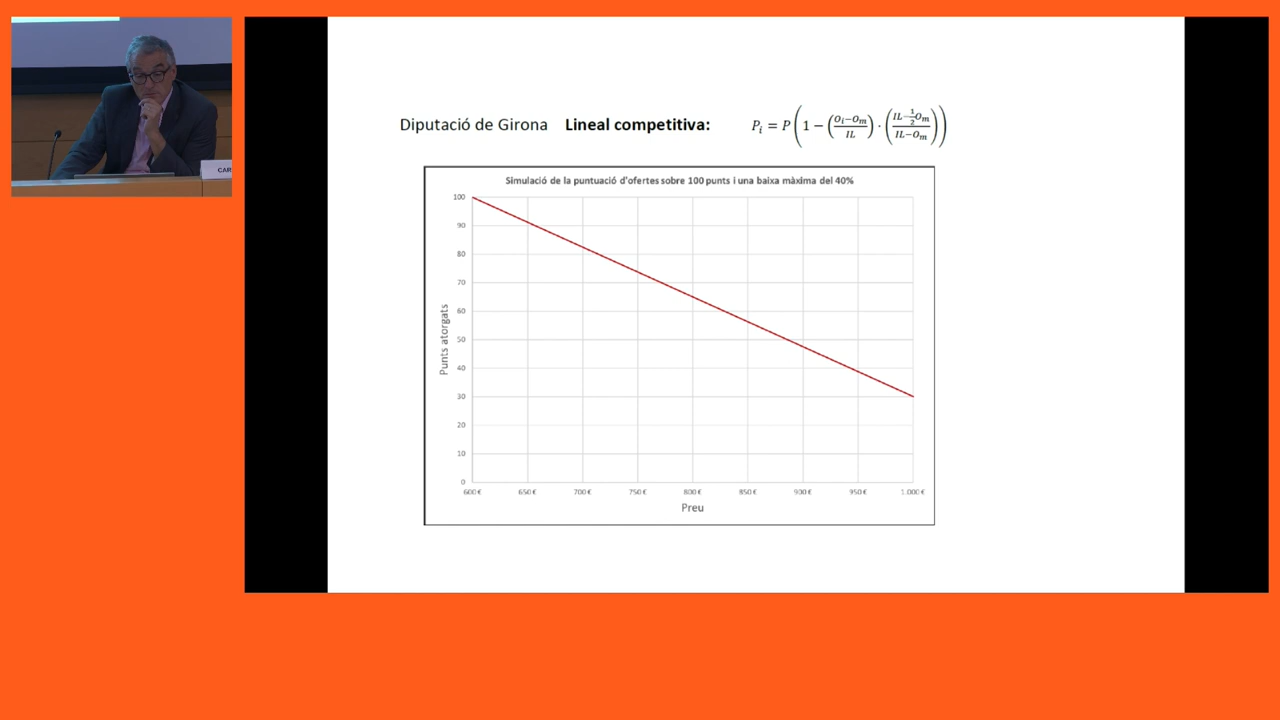 CAR
Diputació de Girona Lineal competitiva: P_i = P(1 − ((O_i−O_m)/IL) · ((IL−½O_m)/(IL−O_m)))
Simulació de la puntuació d'ofertes sobre 100 punts i una baixa màxima del 40%
100
90
80
70
60
50
40
30
20
10
0
Punts atorgats
600 € 650 € 700 € 750 € 800 € 850 € 900 € 950 € 1.000 €
Preu